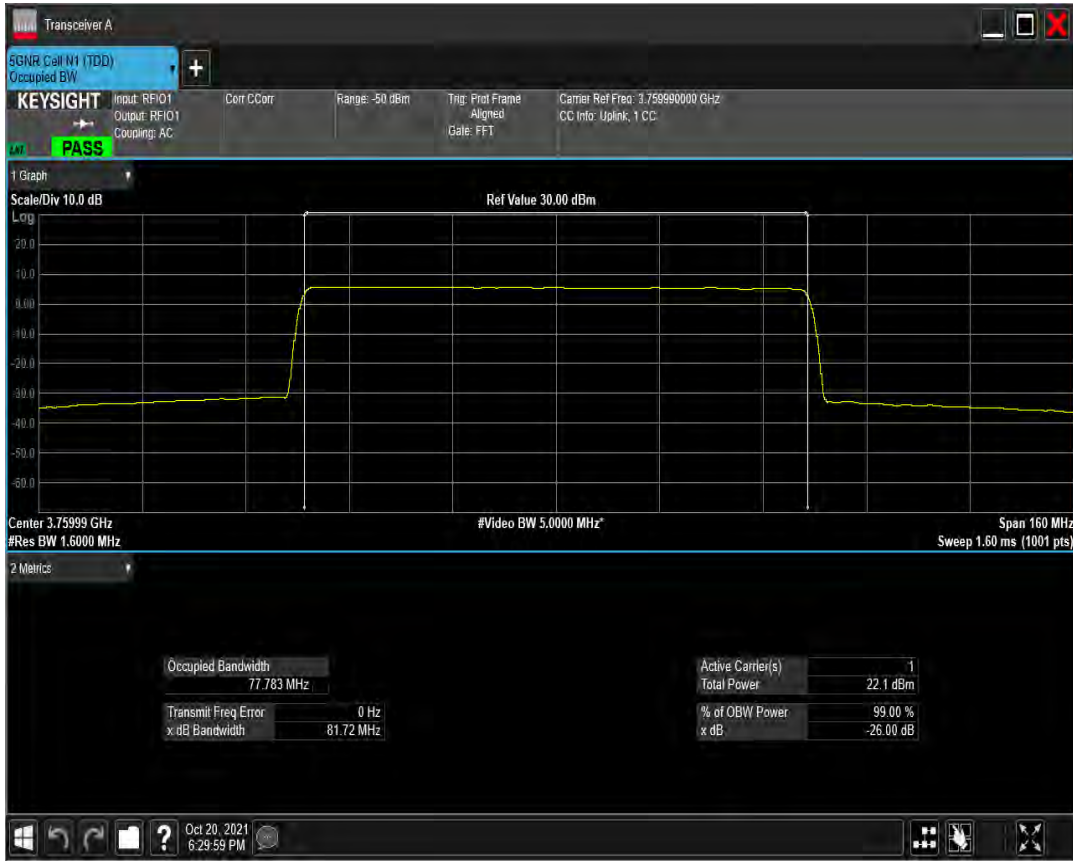 Transceiver A
5GNR Cell N1 (TDD)
Occupied BW
KEYSIGHT
Input: RFIO1
Output: RFIO1
Coupling: AC
Corr CCorr
Range: -50 dBm
Trig: Prot Frame
Aligned
Gate: FFT
Carrier Ref Freq: 3.759990000 GHz
CC Info: Uplink, 1 CC
PASS
1 Graph
Scale/Div 10.0 dB
Ref Value 30.00 dBm
Log
20.0
10.0
0.00
-10.0
-20.0
-30.0
-40.0
-50.0
-60.0
Center 3.75999 GHz
#Video BW 5.0000 MHz*
Span 160 MHz
#Res BW 1.6000 MHz
Sweep 1.60 ms (1001 pts)
2 Metrics
Occupied Bandwidth
77.783 MHz
Active Carrier(s) 1
Total Power 22.1 dBm
Transmit Freq Error 0 Hz
x dB Bandwidth 81.72 MHz
% of OBW Power 99.00 %
x dB -26.00 dB
Oct 20, 2021
6:29:59 PM